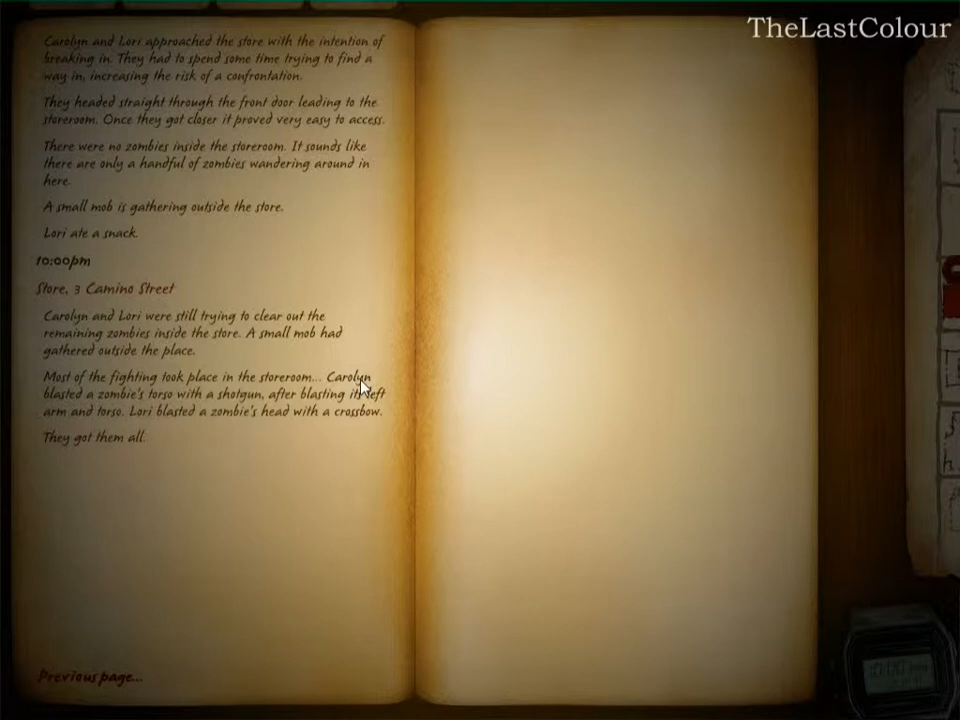 TheLastColour
Carolyn and Lori approached the store with the intention of
breaking in. They had to spend some time trying to find a
way in, increasing the risk of a confrontation.
They headed straight through the front door leading to the
storeroom. Once they got closer it proved very easy to access.
There were no zombies inside the storeroom. It sounds like
there are only a handful of zombies wandering around in
here.
A small mob is gathering outside the store.
Lori ate a snack.
10:00pm
Store, 3 Camino Street
Carolyn and Lori were still trying to clear out the
remaining zombies inside the store. A small mob had
gathered outside the place.
Most of the fighting took place in the storeroom... Carolyn
blasted a zombie's torso with a shotgun, after blasting its left
arm and torso. Lori blasted a zombie's head with a crossbow.
They got them all.
Previous page...